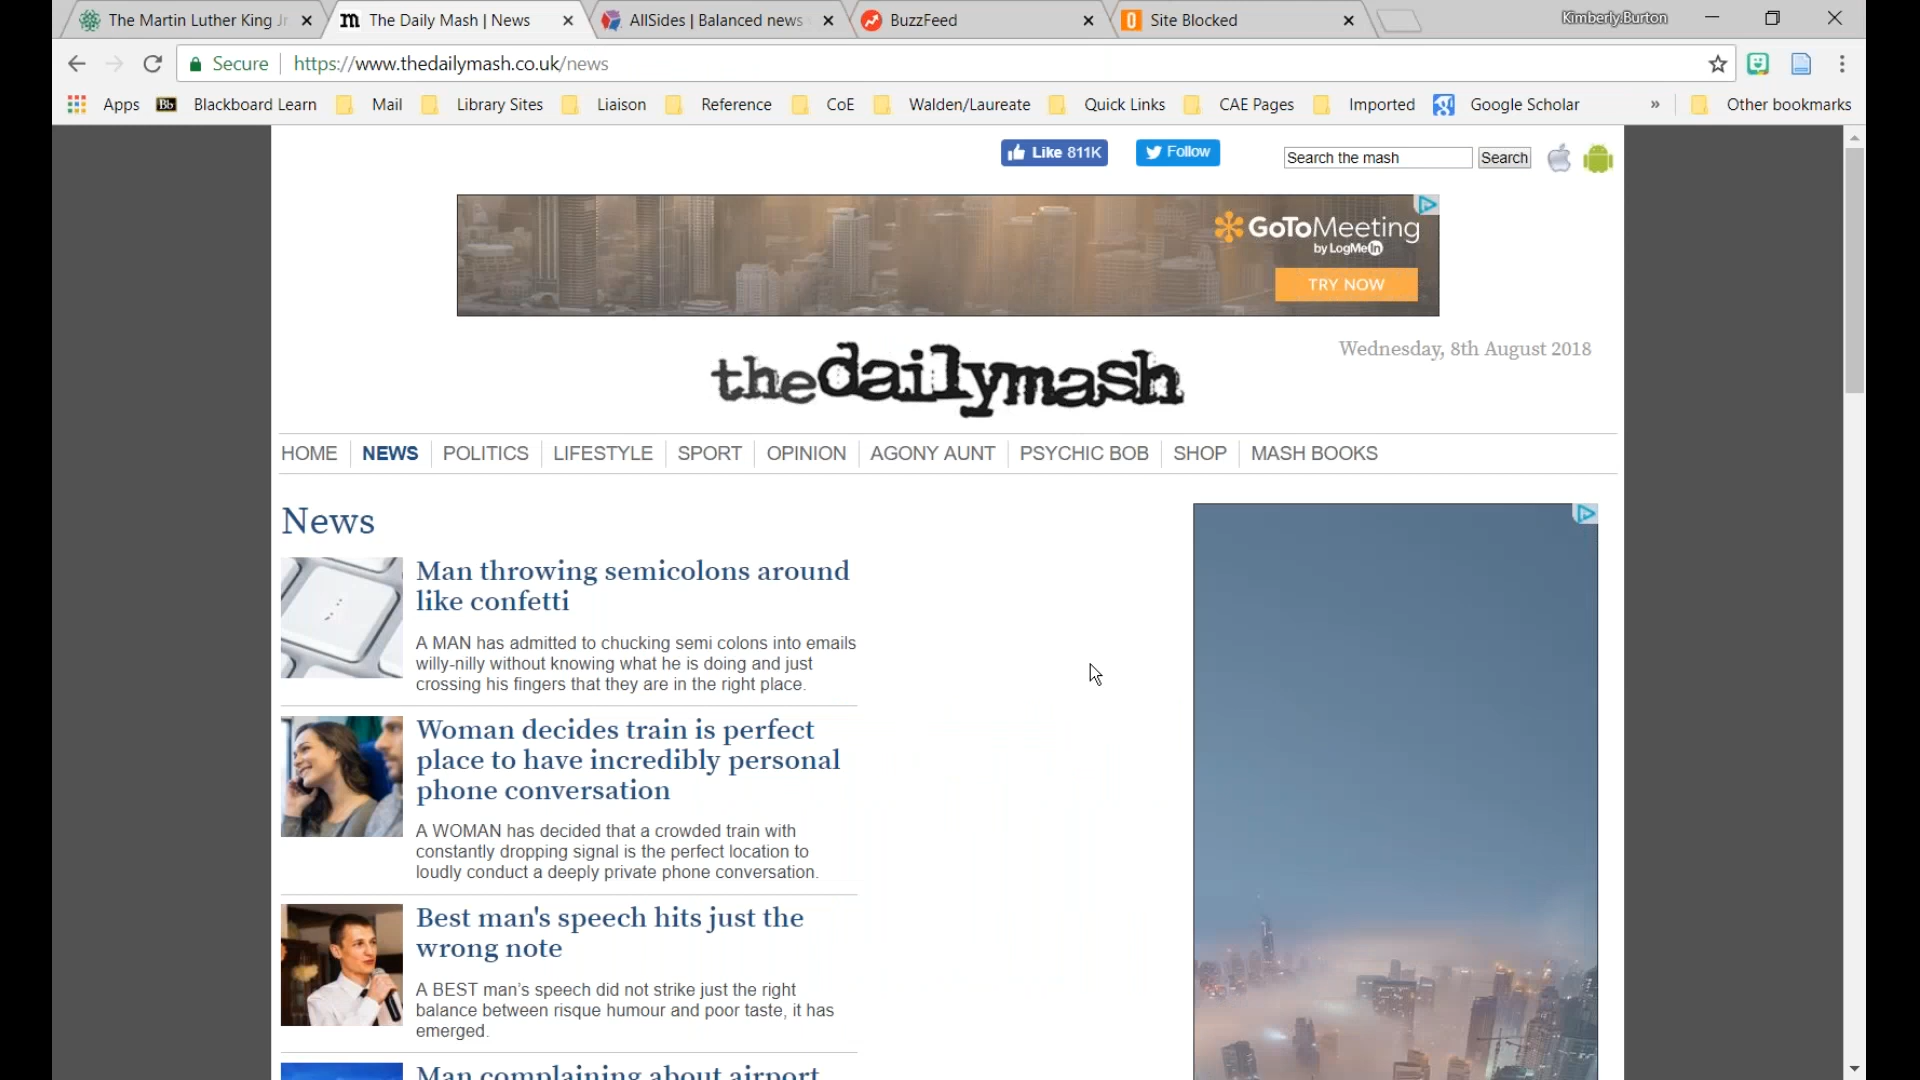 The Martin Luther King Jr
The Daily Mash | News
AllSides | Balanced news
BuzzFeed
Site Blocked
Kimberly.Burton
Secure
https://www.thedailymash.co.uk/news
Apps
Bb
Blackboard Learn
Mail
Library Sites
Liaison
Reference
CoE
Walden/Laureate
Quick Links
CAE Pages
Imported
Google Scholar
»
Other bookmarks
Like 811K
Follow
Search the mash
Search
GoToMeeting
by LogMeIn
TRY NOW
thedailymash
Wednesday, 8th August 2018
HOME
NEWS
POLITICS
LIFESTYLE
SPORT
OPINION
AGONY AUNT
PSYCHIC BOB
SHOP
MASH BOOKS
News
Man throwing semicolons around
like confetti
A MAN has admitted to chucking semi colons into emails
willy-nilly without knowing what he is doing and just
crossing his fingers that they are in the right place.
Woman decides train is perfect
place to have incredibly personal
phone conversation
A WOMAN has decided that a crowded train with
constantly dropping signal is the perfect location to
loudly conduct a deeply private phone conversation.
Best man's speech hits just the
wrong note
A BEST man's speech did not strike just the right
balance between risque humour and poor taste, it has
emerged.
Man complaining about airport